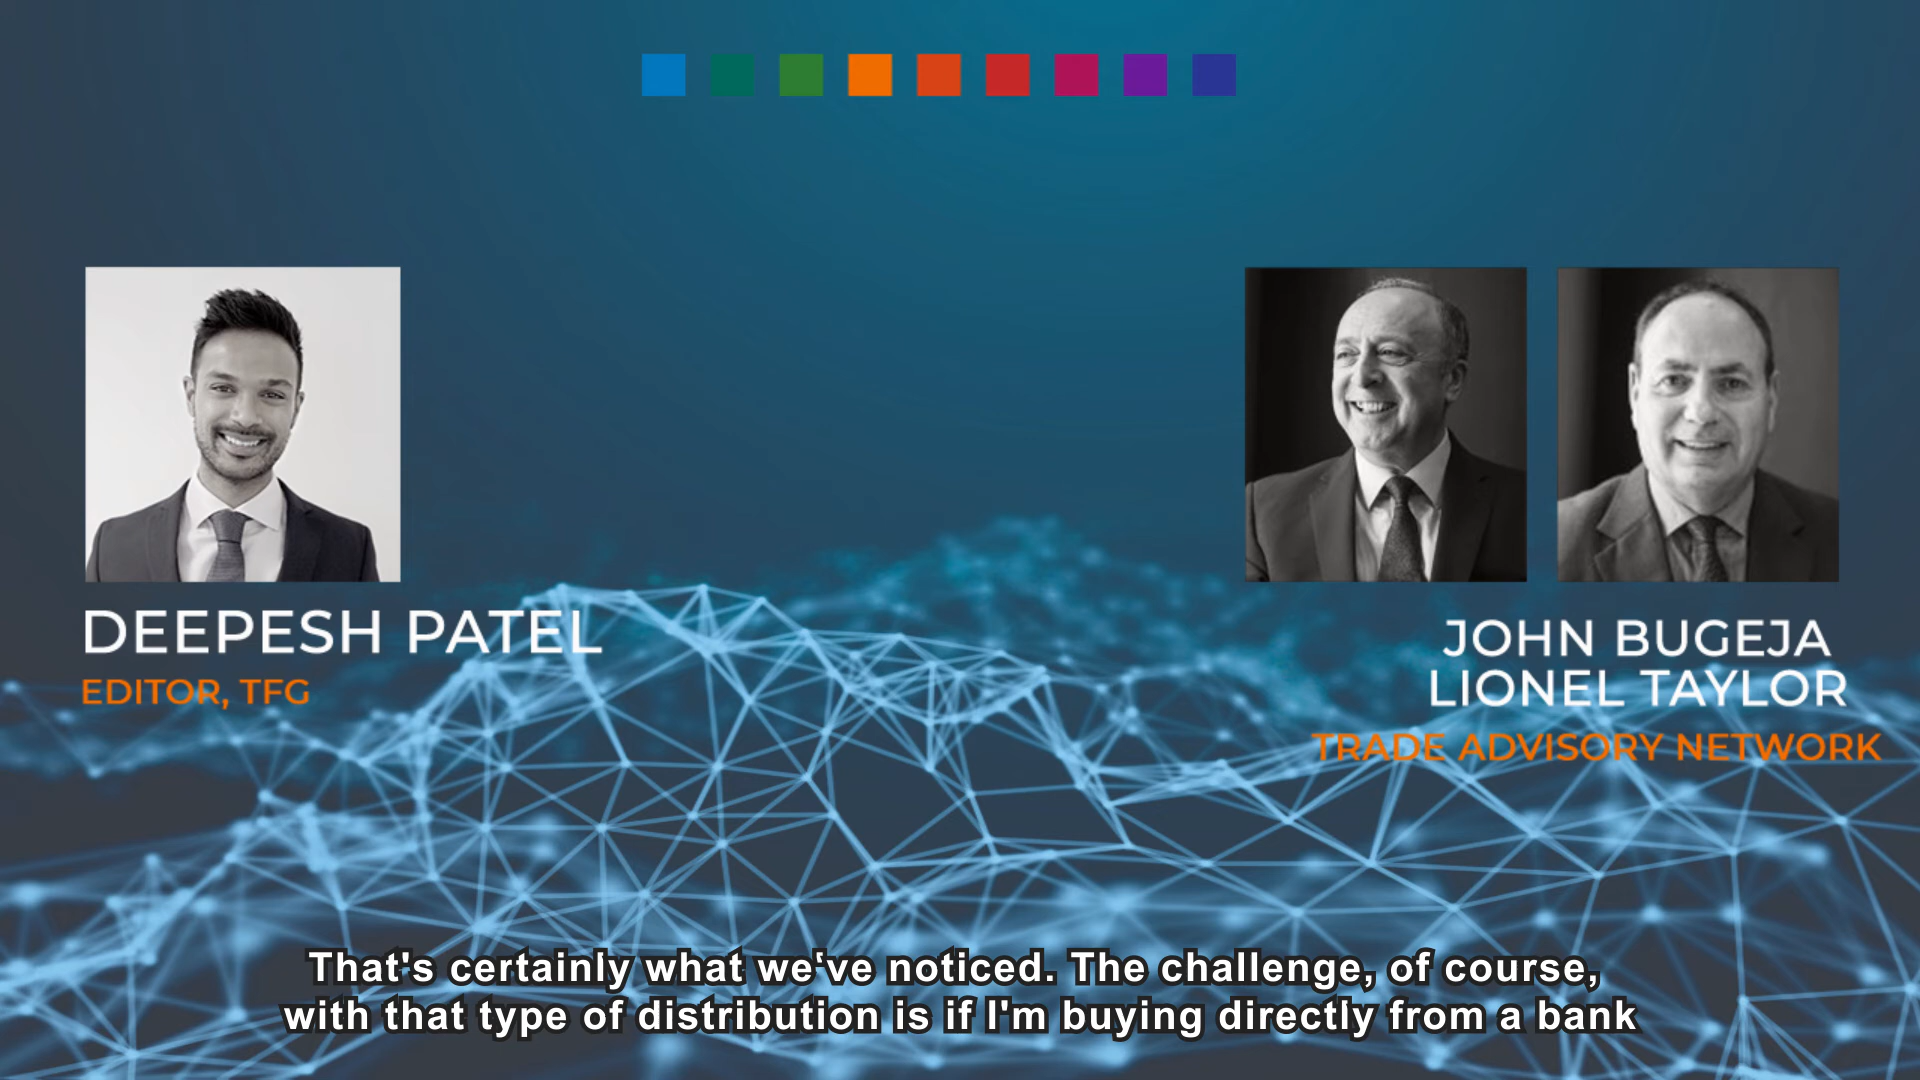 DEEPESH PATEL
EDITOR, TFG
JOHN BUGEJA
LIONEL TAYLOR
TRADE ADVISORY NETWORK
That's certainly what we‘ve noticed. The challenge, of course,
with that type of distribution is if I'm buying directly from a bank